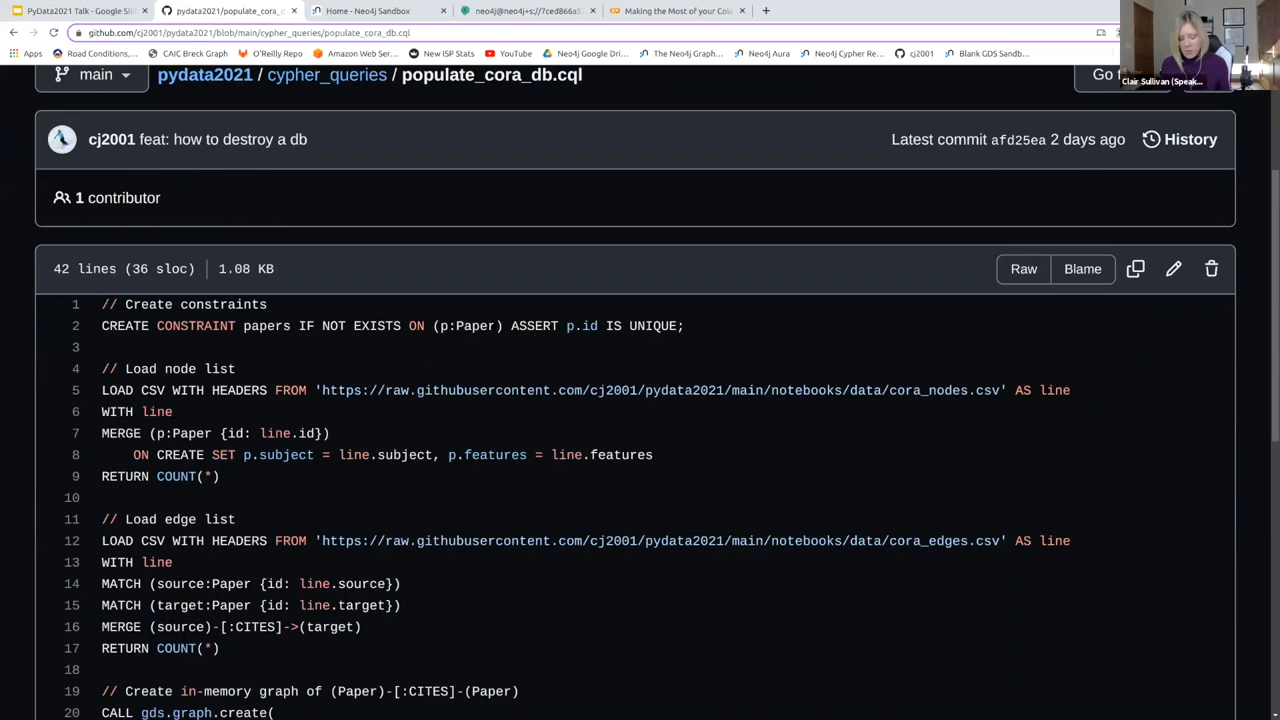 PyData2021 Talk - Google Slid
pydata2021/populate_cora_d
Home - Neo4j Sandbox
neo4j@neo4j+s://7ced866a5
Making the Most of your Cola
github.com/cj2001/pydata2021/blob/main/cypher_queries/populate_cora_db.cql
Apps
Road Conditions,...
CAIC Breck Graph
O'Reilly Repo
Amazon Web Ser...
New ISP Stats
YouTube
Neo4j Google Dri...
The Neo4j Graph...
Neo4j Aura
Neo4j Cypher Re...
cj2001
Blank GDS Sandb...
Clair Sullivan (Speak...
main
pydata2021 / cypher_queries / populate_cora_db.cql
Go
cj2001 feat: how to destroy a db
Latest commit afd25ea 2 days ago
History
1 contributor
42 lines (36 sloc)
1.08 KB
Raw
Blame
1 // Create constraints
2 CREATE CONSTRAINT papers IF NOT EXISTS ON (p:Paper) ASSERT p.id IS UNIQUE;
3
4 // Load node list
5 LOAD CSV WITH HEADERS FROM 'https://raw.githubusercontent.com/cj2001/pydata2021/main/notebooks/data/cora_nodes.csv' AS line
6 WITH line
7 MERGE (p:Paper {id: line.id})
8 ON CREATE SET p.subject = line.subject, p.features = line.features
9 RETURN COUNT(*)
10
11 // Load edge list
12 LOAD CSV WITH HEADERS FROM 'https://raw.githubusercontent.com/cj2001/pydata2021/main/notebooks/data/cora_edges.csv' AS line
13 WITH line
14 MATCH (source:Paper {id: line.source})
15 MATCH (target:Paper {id: line.target})
16 MERGE (source)-[:CITES]->(target)
17 RETURN COUNT(*)
18
19 // Create in-memory graph of (Paper)-[:CITES]-(Paper)
20 CALL gds.graph.create(